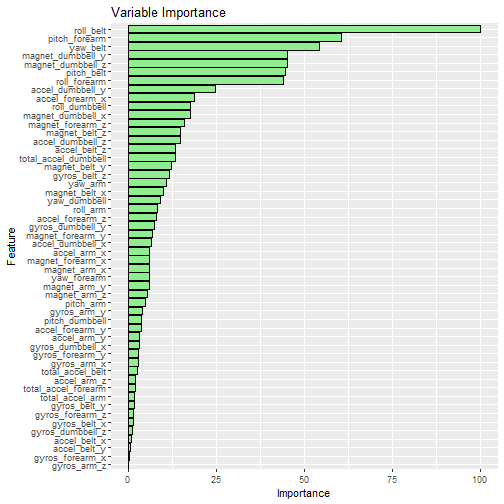 Variable Importance
roll_belt
pitch_forearm
yaw_belt
magnet_dumbbell_y
magnet_dumbbell_z
pitch_belt
roll_forearm
accel_dumbbell_y
accel_forearm_x
roll_dumbbell
magnet_dumbbell_x
magnet_forearm_z
magnet_belt_z
accel_dumbbell_z
accel_belt_z
total_accel_dumbbell
magnet_belt_y
gyros_belt_z
yaw_arm
magnet_belt_x
yaw_dumbbell
roll_arm
accel_forearm_z
gyros_dumbbell_y
magnet_forearm_y
accel_dumbbell_x
accel_arm_x
magnet_forearm_x
magnet_arm_x
yaw_forearm
magnet_arm_y
magnet_arm_z
pitch_arm
gyros_arm_y
pitch_dumbbell
accel_forearm_y
accel_arm_y
gyros_dumbbell_x
gyros_forearm_y
gyros_arm_x
total_accel_belt
accel_arm_z
total_accel_forearm
total_accel_arm
gyros_belt_y
gyros_forearm_z
gyros_belt_x
gyros_dumbbell_z
accel_belt_x
accel_belt_y
gyros_forearm_x
gyros_arm_z
Feature
0 25 50 75 100
Importance